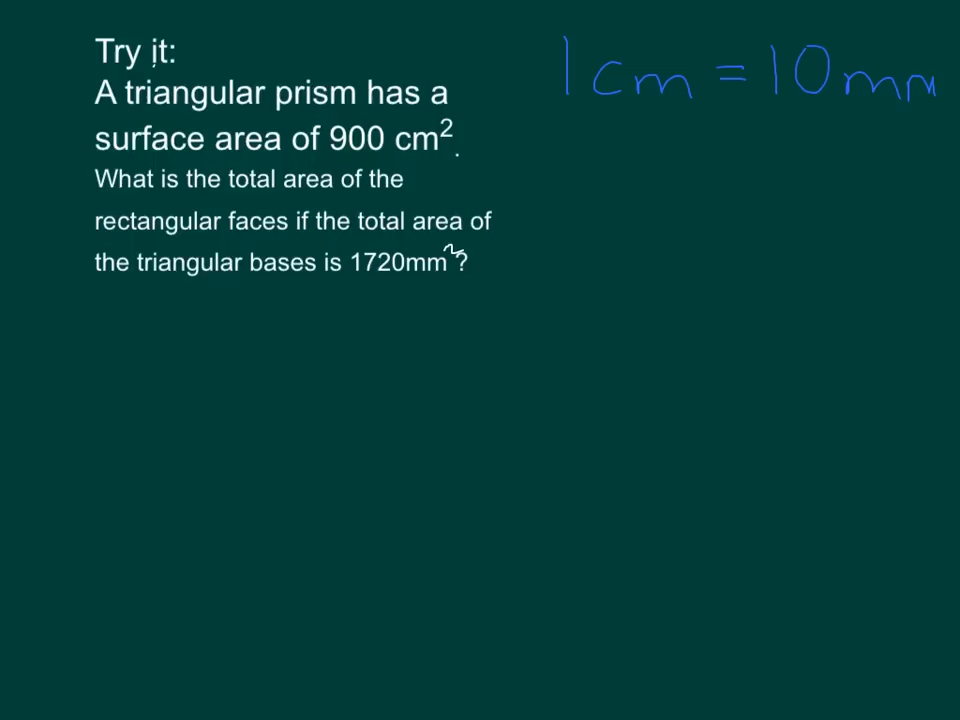 Try it:
1cm = 10mm
A triangular prism has a
surface area of 900 cm².
What is the total area of the
rectangular faces if the total area of
the triangular bases is 1720mm²?